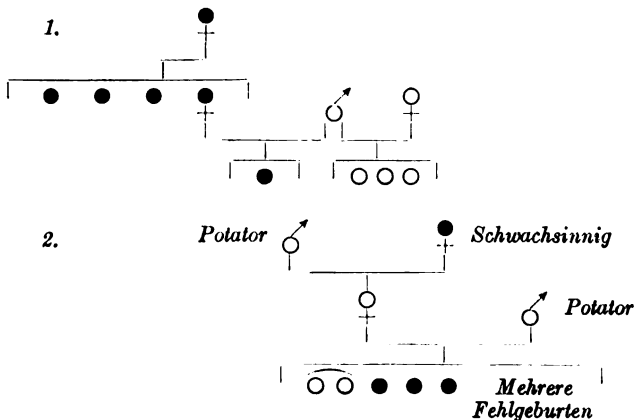 1.
2.
Potator
Schwachsinnig
Potator
Mehrere
Fehlgeburten